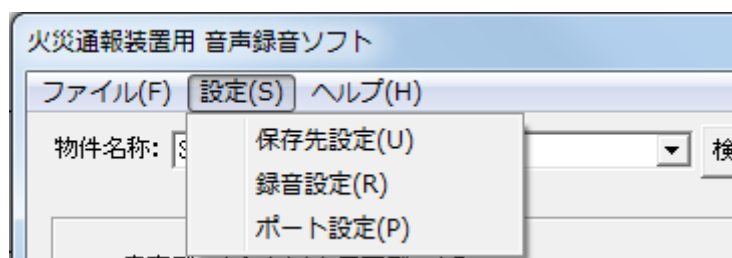 火災通報装置用 音声録音ソフト
ファイル(F) 設定(S) ヘルプ(H)
物件名称:
保存先設定(U)
録音設定(R)
ポート設定(P)